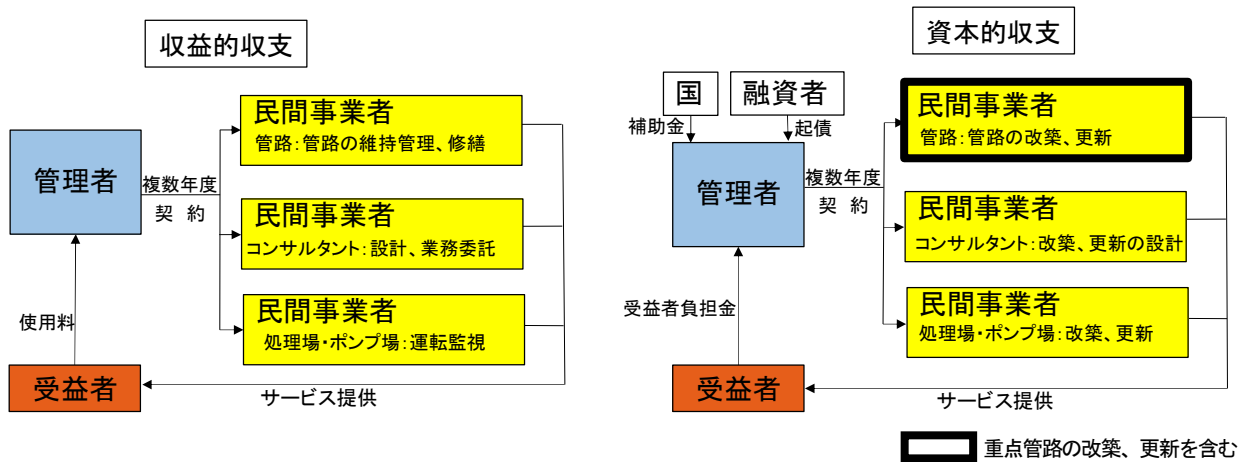 収益的収支
管理者
複数年度
契 約
民間事業者
管路：管路の維持管理、修繕
民間事業者
コンサルタント：設計、業務委託
民間事業者
処理場・ポンプ場：運転監視
使用料
受益者
サービス提供
資本的収支
国
融資者
補助金
起債
管理者
複数年度
契 約
民間事業者
管路：管路の改築、更新
民間事業者
コンサルタント：改築、更新の設計
民間事業者
処理場・ポンプ場：改築、更新
受益者負担金
受益者
サービス提供
重点管路の改築、更新を含む